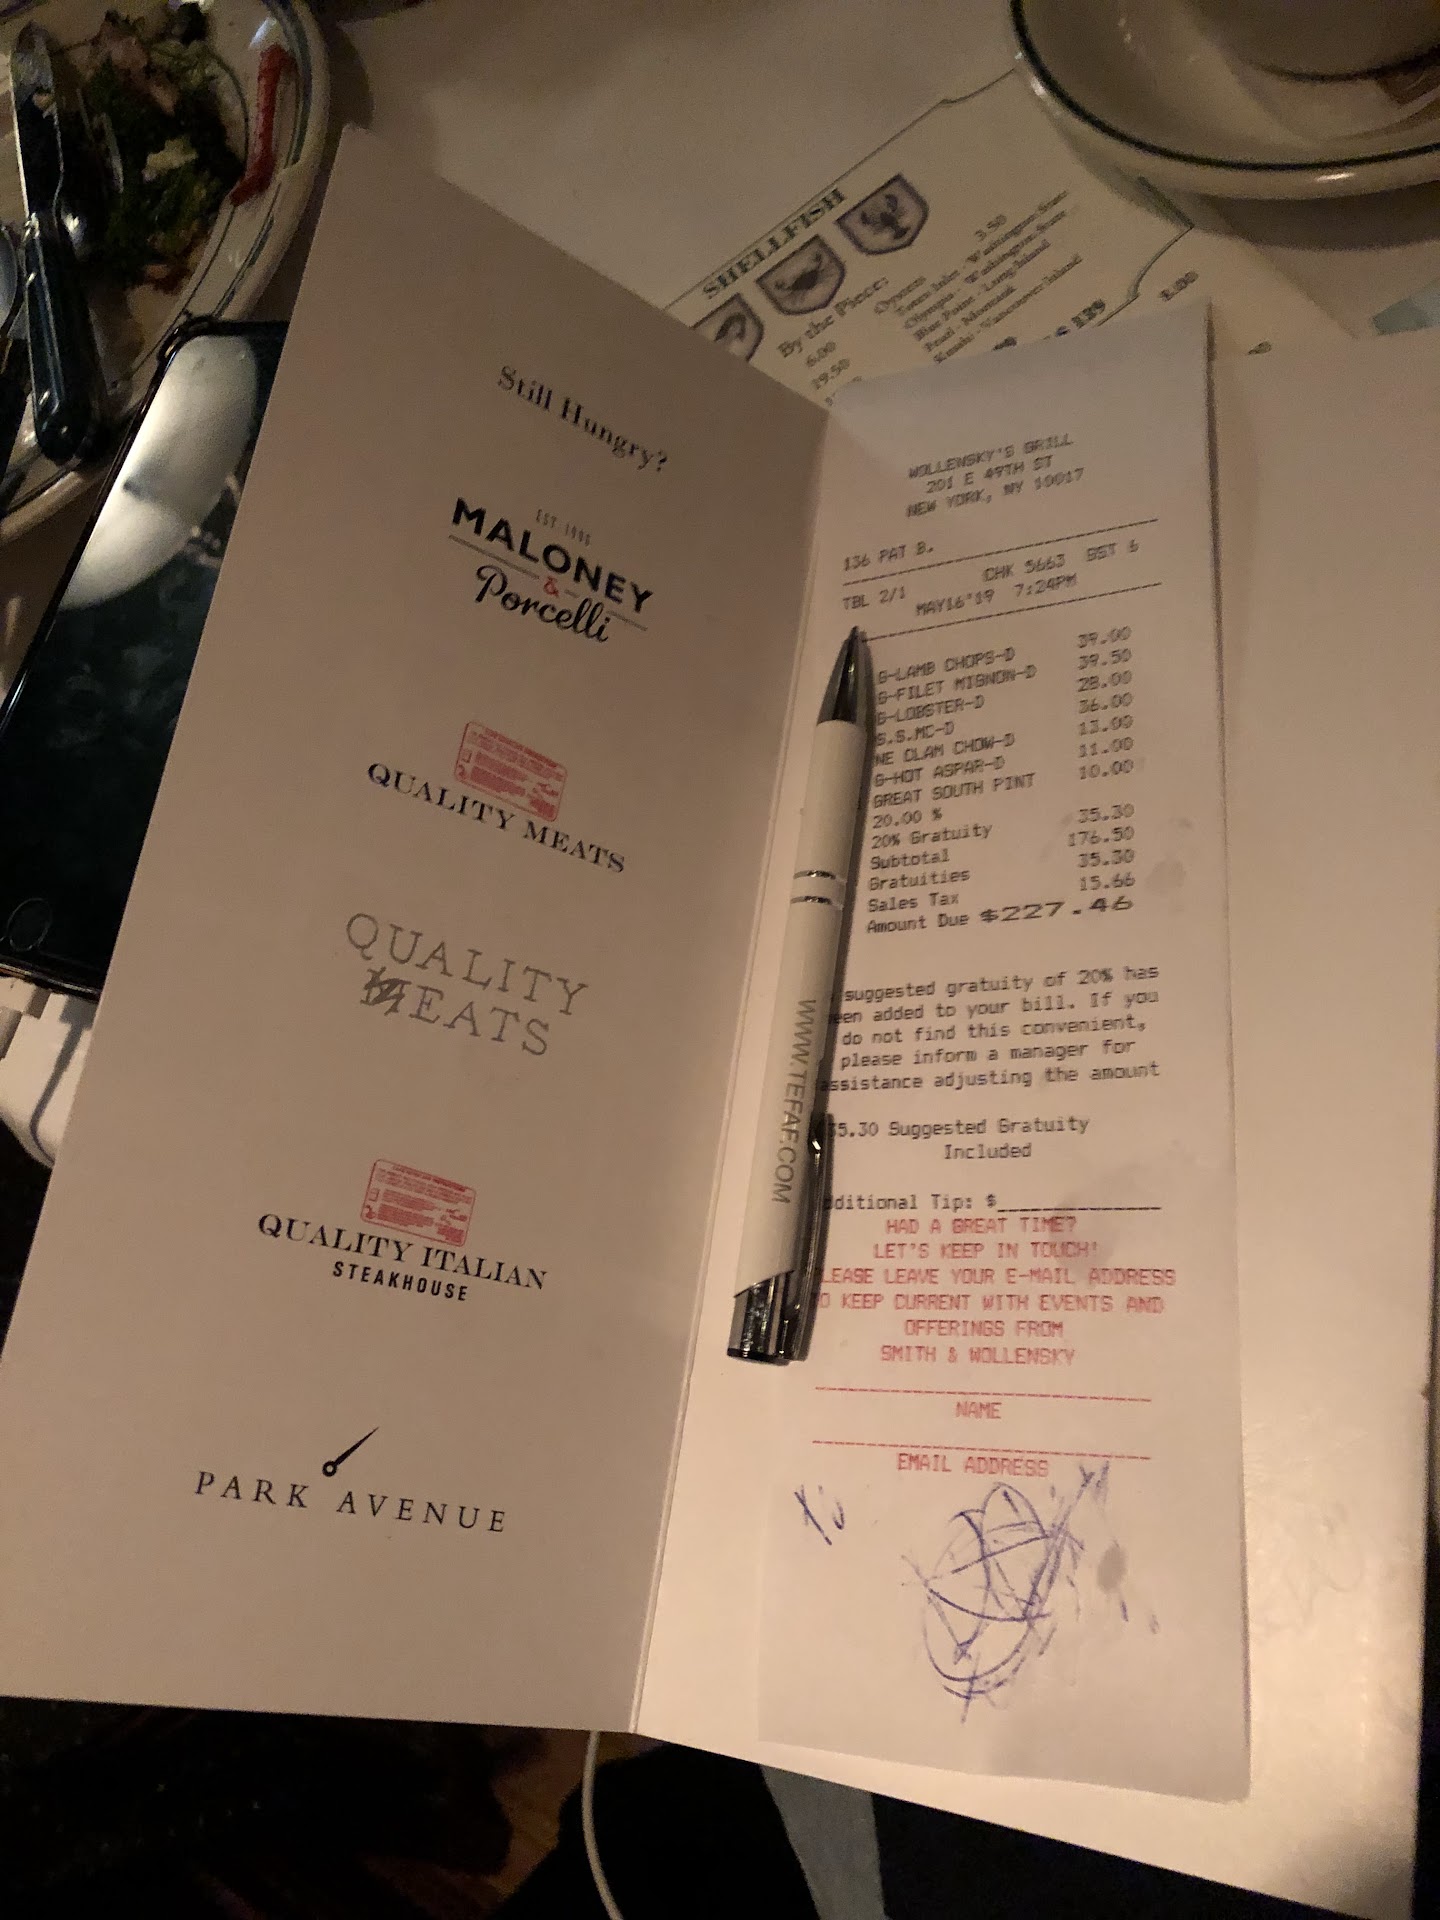 Still Hungry?
EST. 1996
MALONEY
&
Porcelli
QUALITY MEATS
QUALITY
EATS
QUALITY ITALIAN
STEAKHOUSE
PARK AVENUE
SHELLFISH
By the Piece:
Oysters
3.50
6.00
19.50
139
WOLLENSKY'S GRILL
201 E 49TH ST
NEW YORK, NY 10017
136 PAT B.
TBL 2/1 CHK 5663 GST 6
MAY16'19 7:24PM
G-LAMB CHOPS-D 39.00
G-FILET MIGNON-D 39.50
G-LOBSTER-D 28.00
S.S.MC-D 36.00
NE CLAM CHOW-D 13.00
G-HOT ASPAR-D 11.00
GREAT SOUTH PINT 10.00
20.00 %
20% Gratuity 35.30
Subtotal 176.50
Gratuities 35.30
Sales Tax 15.66
Amount Due $227.46
suggested gratuity of 20% has
een added to your bill. If you
do not find this convenient,
please inform a manager for
assistance adjusting the amount
35.30 Suggested Gratuity
Included
dditional Tip: $
HAD A GREAT TIME?
LET'S KEEP IN TOUCH!
LEASE LEAVE YOUR E-MAIL ADDRESS
O KEEP CURRENT WITH EVENTS AND
OFFERINGS FROM
SMITH & WOLLENSKY
NAME
EMAIL ADDRESS
WWW.TEFAF.COM